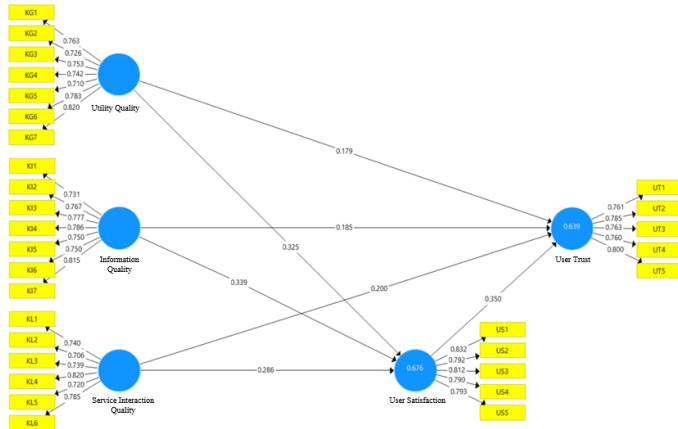 KG1
KG2
KG3
KG4
KG5
KG6
KG7
0.763
0.726
0.753
0.742
0.710
0.783
0.820
Utility Quality
0.179
0.325
KI1
KI2
KI3
KI4
KI5
KI6
KI7
0.731
0.767
0.777
0.786
0.750
0.750
0.815
Information
Quality
0.185
0.339
KL1
KL2
KL3
KL4
KL5
KL6
0.740
0.706
0.739
0.820
0.720
0.785
Service Interaction
Quality
0.200
0.286
0.676
User Satisfaction
0.350
0.832
0.792
0.812
0.790
0.793
US1
US2
US3
US4
US5
0.639
User Trust
0.761
0.785
0.763
0.760
0.800
UT1
UT2
UT3
UT4
UT5